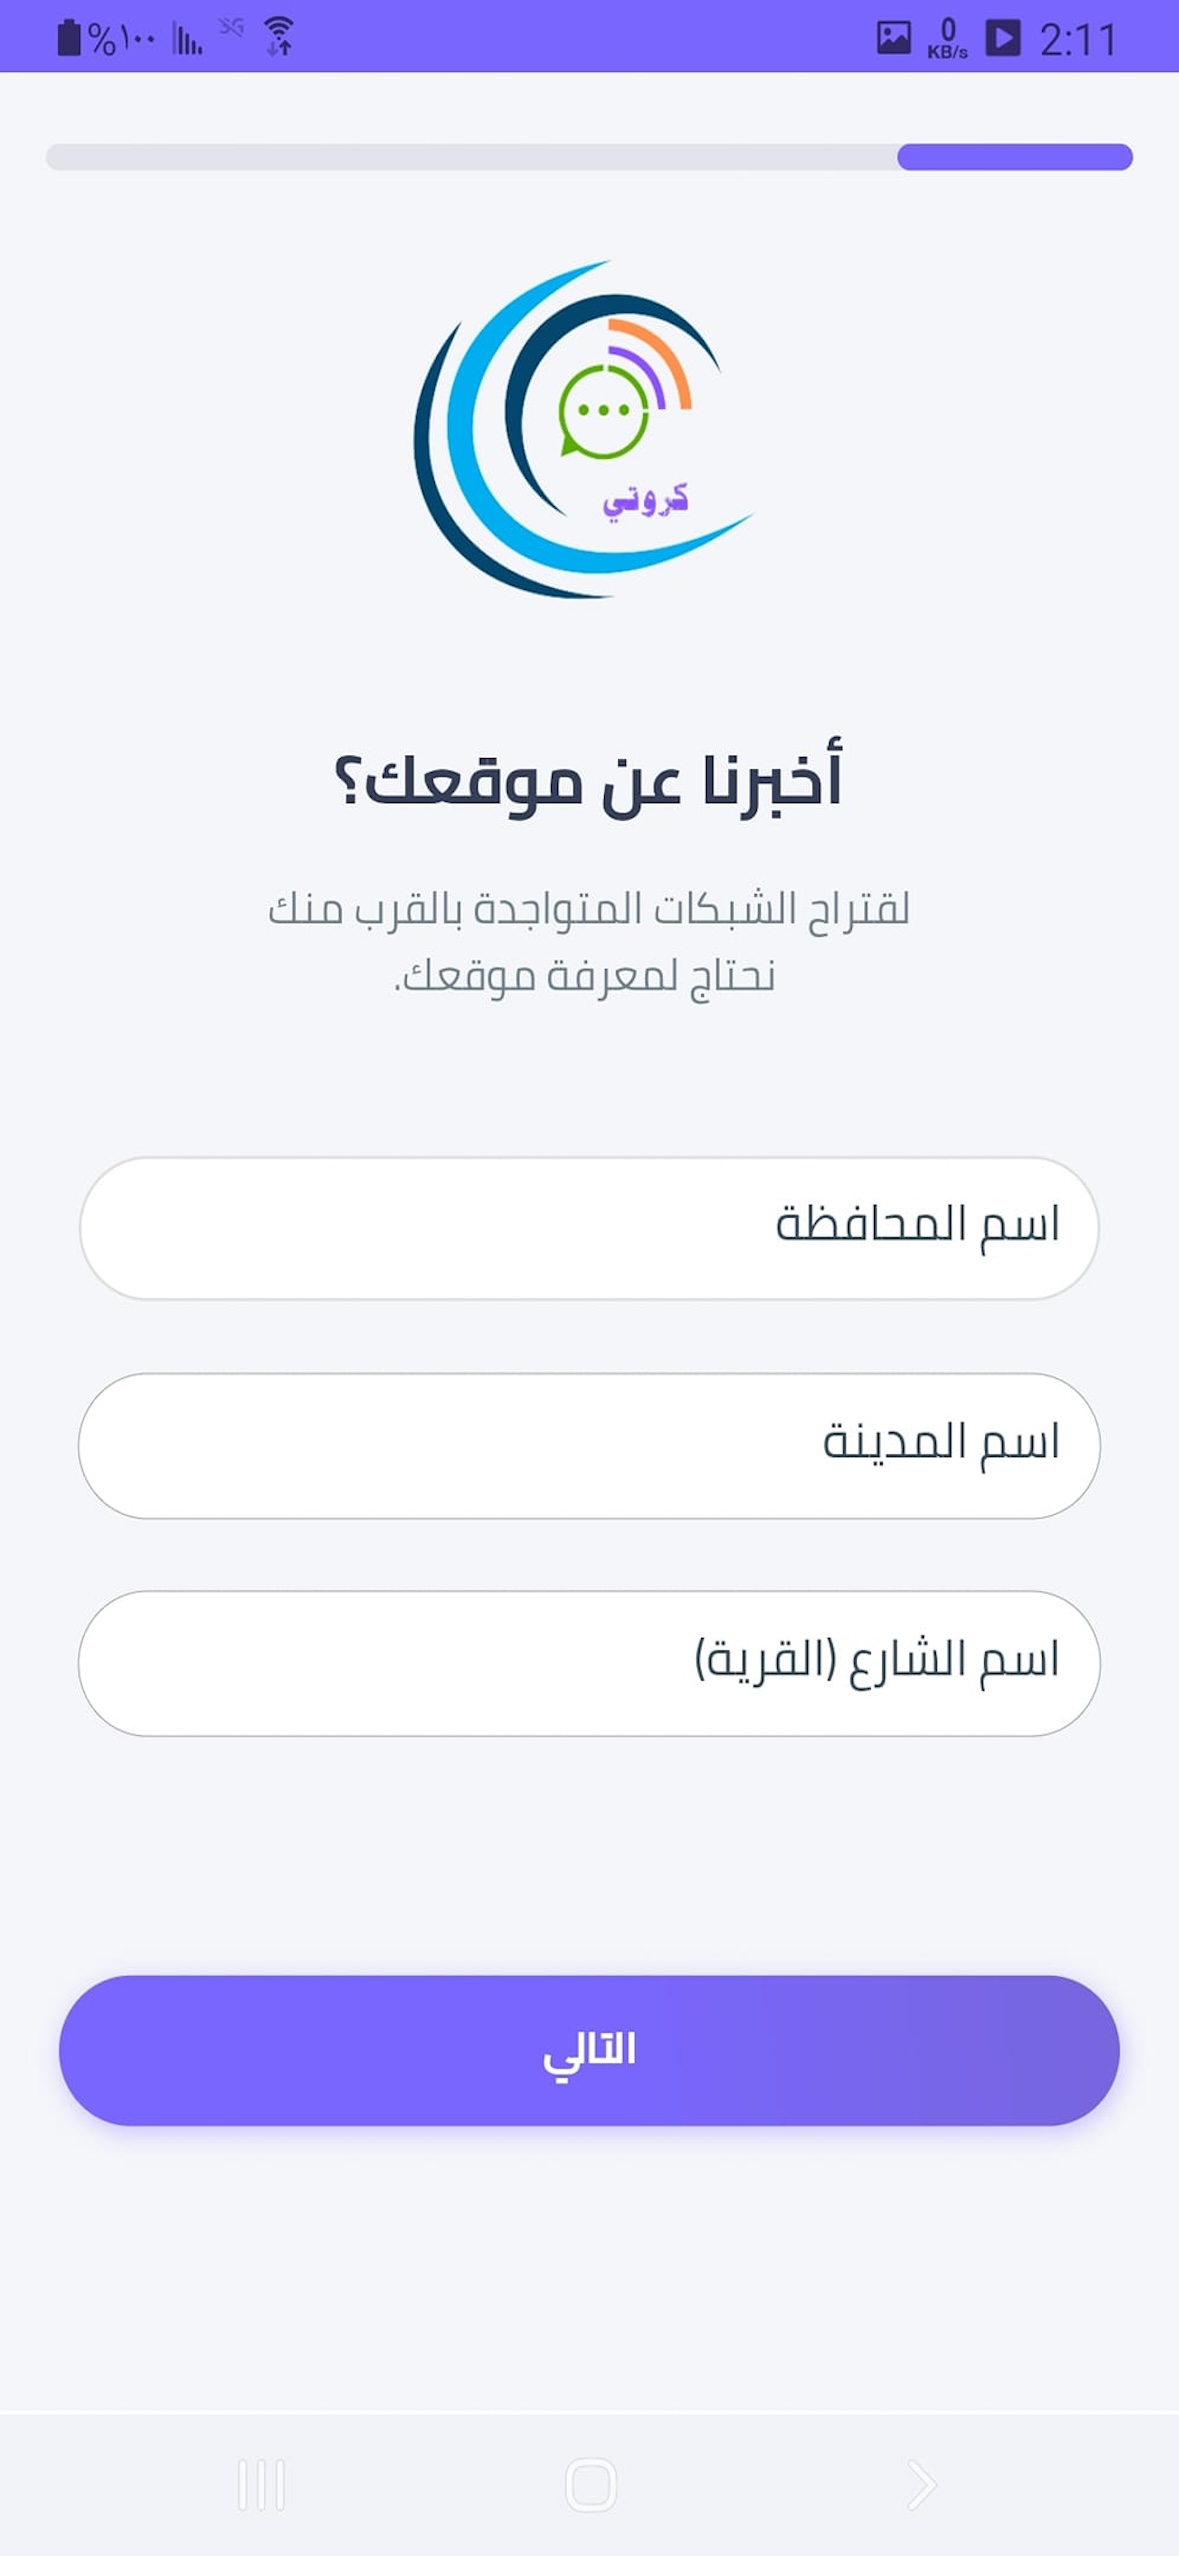 2:11
0
KB/s
%١٠٠
كروتي
أخبرنا عن موقعك؟
لقتراح الشبكات المتواجدة بالقرب منك
نحتاج لمعرفة موقعك.
اسم المحافظة
اسم المدينة
اسم الشارع (القرية)
التالي